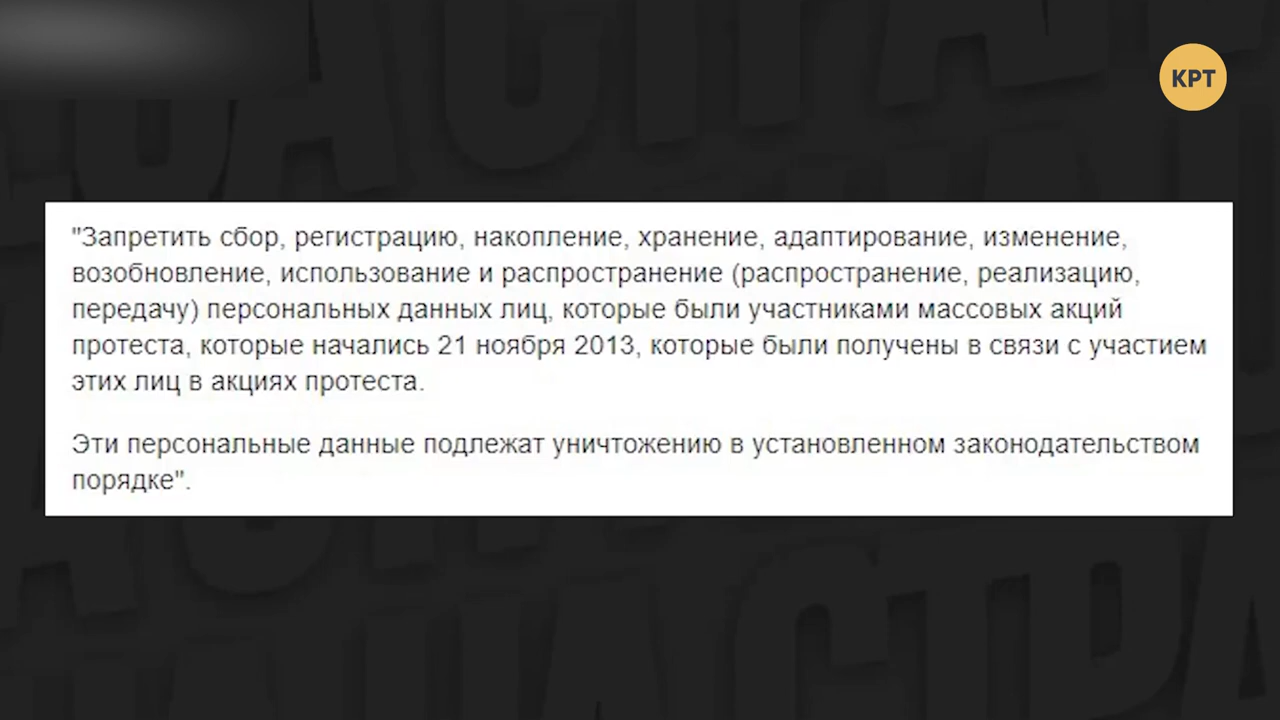 КРТ
"Запретить сбор, регистрацию, накопление, хранение, адаптирование, изменение,
возобновление, использование и распространение (распространение, реализацию,
передачу) персональных данных лиц, которые были участниками массовых акций
протеста, которые начались 21 ноября 2013, которые были получены в связи с участием
этих лиц в акциях протеста.
Эти персональные данные подлежат уничтожению в установленном законодательством
порядке".